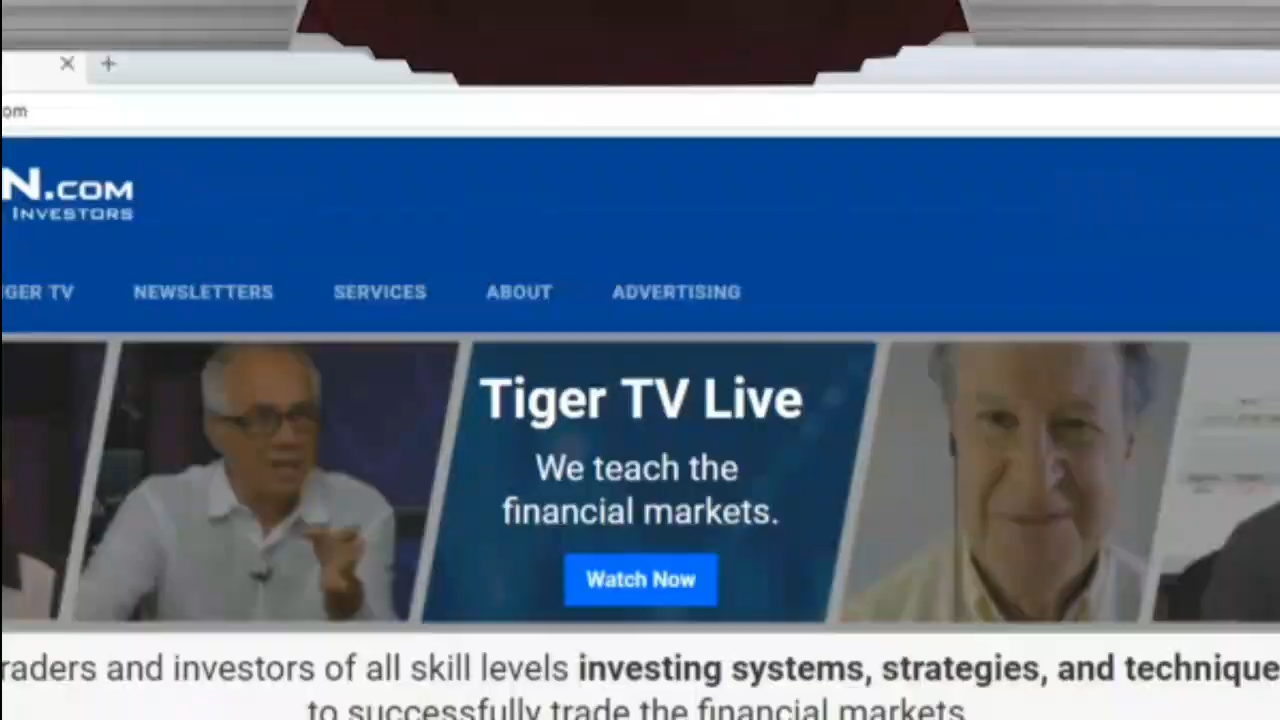 om
N.COM
INVESTORS
IGER TV NEWSLETTERS SERVICES ABOUT ADVERTISING
Tiger TV Live
We teach the
financial markets.
Watch Now
raders and investors of all skill levels investing systems, strategies, and technique
to successfully trade the financial markets